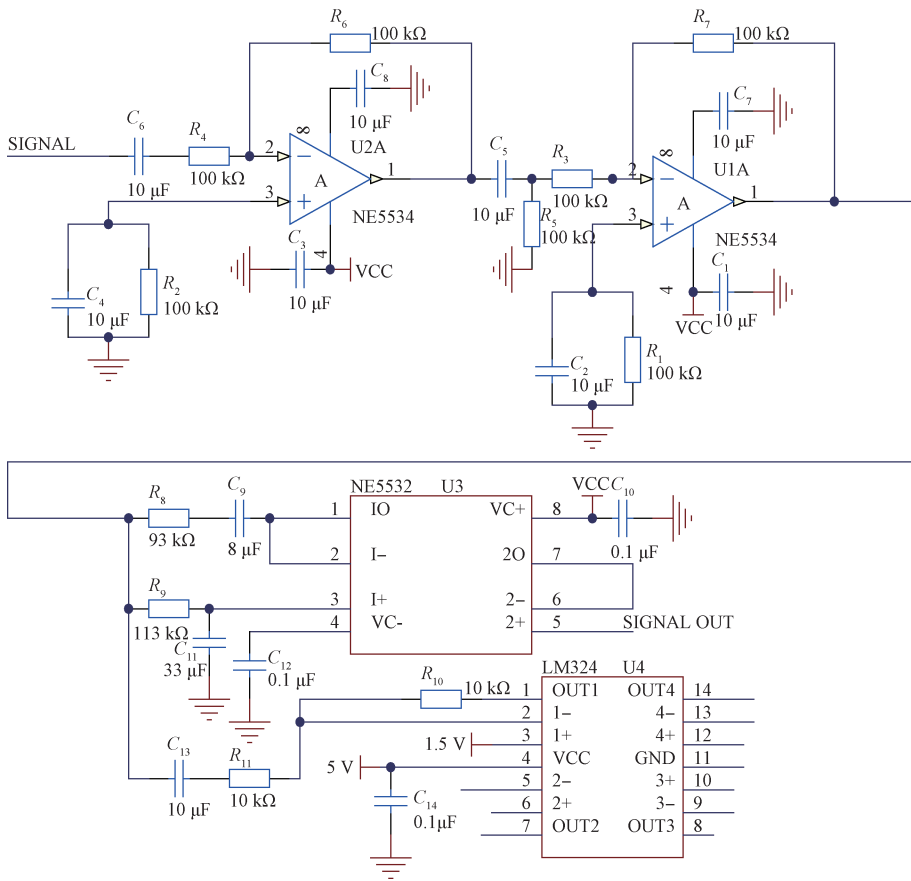 R6
100 kΩ
R7
100 kΩ
C8
10 μF
C7
10 μF
SIGNAL
C6
10 μF
R4
100 kΩ
8
2
3
A
1
4
U2A
NE5534
C5
10 μF
R3
100 kΩ
R5
100 kΩ
8
2
3
A
1
4
U1A
NE5534
C3
10 μF
VCC
C1
10 μF
VCC
C4
10 μF
R2
100 kΩ
C2
10 μF
R1
100 kΩ
NE5532 U3
R8
93 kΩ
C9
8 μF
1 IO VC+ 8
2 I− 2O 7
3 I+ 2− 6
4 VC- 2+ 5
VCC C10
0.1 μF
SIGNAL OUT
R9
113 kΩ
C11
33 μF
C12
0.1 μF
LM324 U4
R10
10 kΩ
1 OUT1 OUT4 14
2 1− 4− 13
1.5 V 3 1+ 4+ 12
5 V 4 VCC GND 11
5 2− 3+ 10
6 2+ 3− 9
7 OUT2 OUT3 8
C13
10 μF
R11
10 kΩ
C14
0.1μF